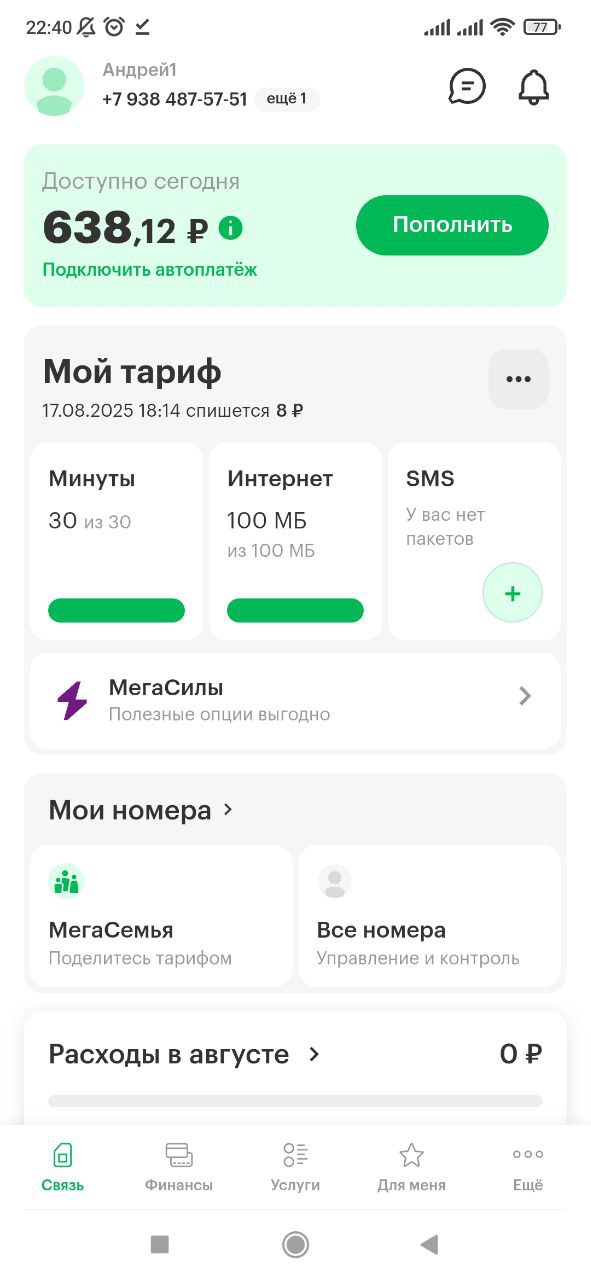 22:40
77
Андрей1
+7 938 487-57-51 ещё 1
Доступно сегодня
638,12 ₽
Пополнить
Подключить автоплатёж
Мой тариф
17.08.2025 18:14 спишется 8 ₽
Минуты
30 из 30
Интернет
100 МБ
из 100 МБ
SMS
У вас нет
пакетов
МегаСилы
Полезные опции выгодно
Мои номера
МегаСемья
Поделитесь тарифом
Все номера
Управление и контроль
Расходы в августе
0 ₽
Связь
Финансы
Услуги
Для меня
Ещё